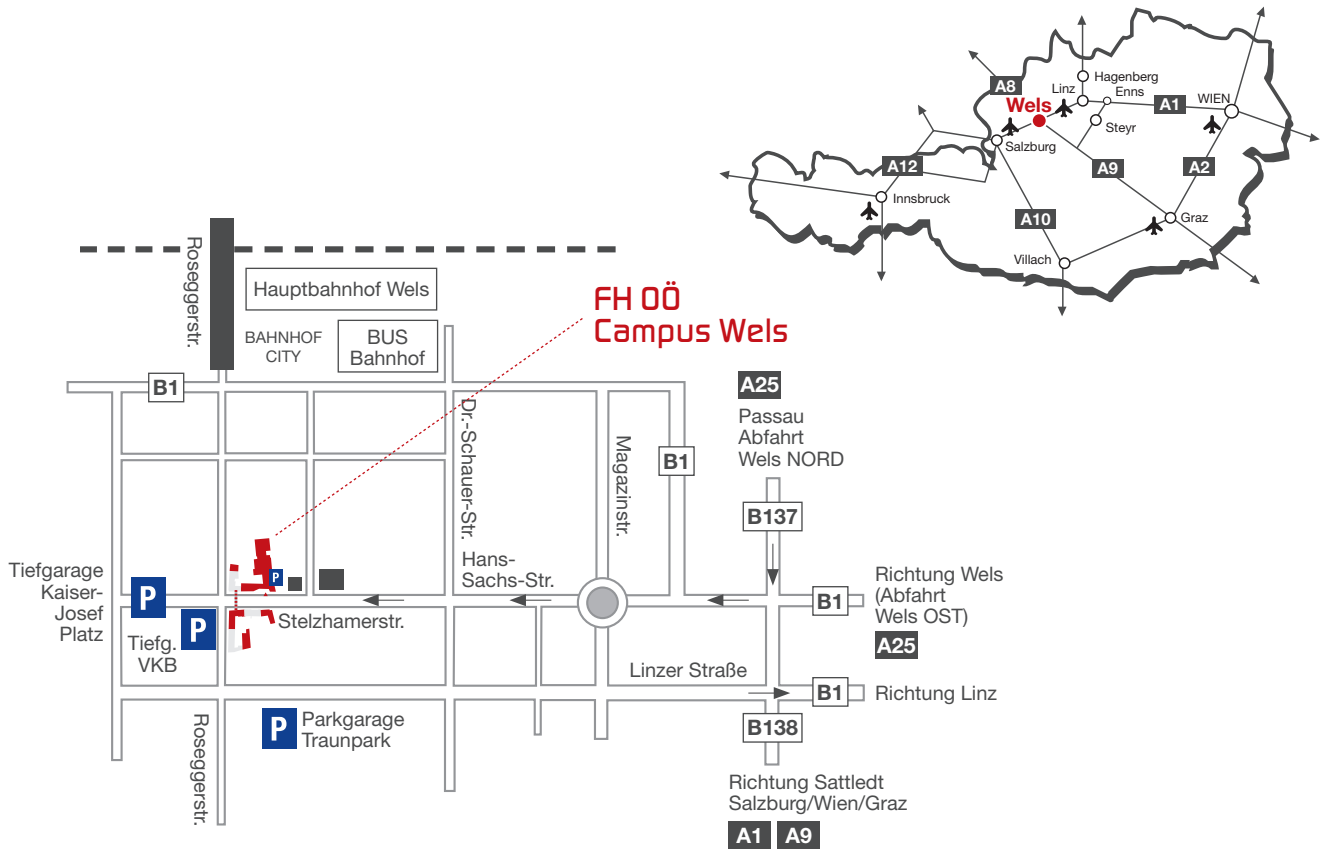 A8
Hagenberg
Linz
Enns
Wels
A1
WIEN
Steyr
Salzburg
A12
A9
A2
Innsbruck
A10
Graz
Villach
Roseggerstr.
Hauptbahnhof Wels
BAHNHOF
CITY
BUS
Bahnhof
FH OÖ
Campus Wels
B1
A25
Passau
Abfahrt
Wels NORD
Dr.-Schauer-Str.
Magazinstr.
B1
B137
Tiefgarage
Kaiser-
Josef
Platz
P
P
P
Tiefg.
VKB
Stelzhamerstr.
Hans-
Sachs-Str.
B1
Richtung Wels
(Abfahrt
Wels OST)
A25
Linzer Straße
B1
Richtung Linz
Roseggerstr.
P
Parkgarage
Traunpark
B138
Richtung Sattledt
Salzburg/Wien/Graz
A1
A9